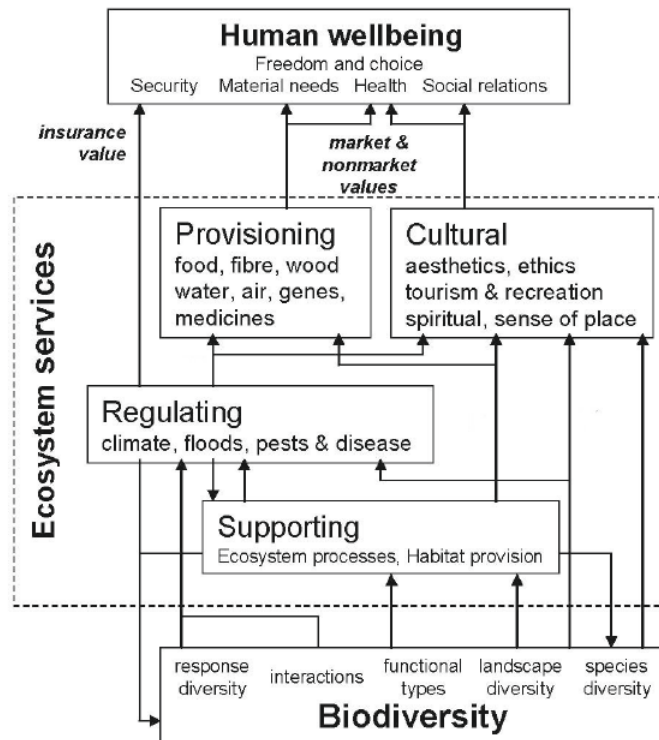 Human wellbeing
Freedom and choice
Security Material needs Health Social relations
insurance
value
market &
nonmarket
values
Ecosystem services
Provisioning
food, fibre, wood
water, air, genes,
medicines
Cultural
aesthetics, ethics
tourism & recreation
spiritual, sense of place
Regulating
climate, floods, pests & disease
Supporting
Ecosystem processes, Habitat provision
response
diversity
interactions
functional
types
landscape
diversity
species
diversity
Biodiversity